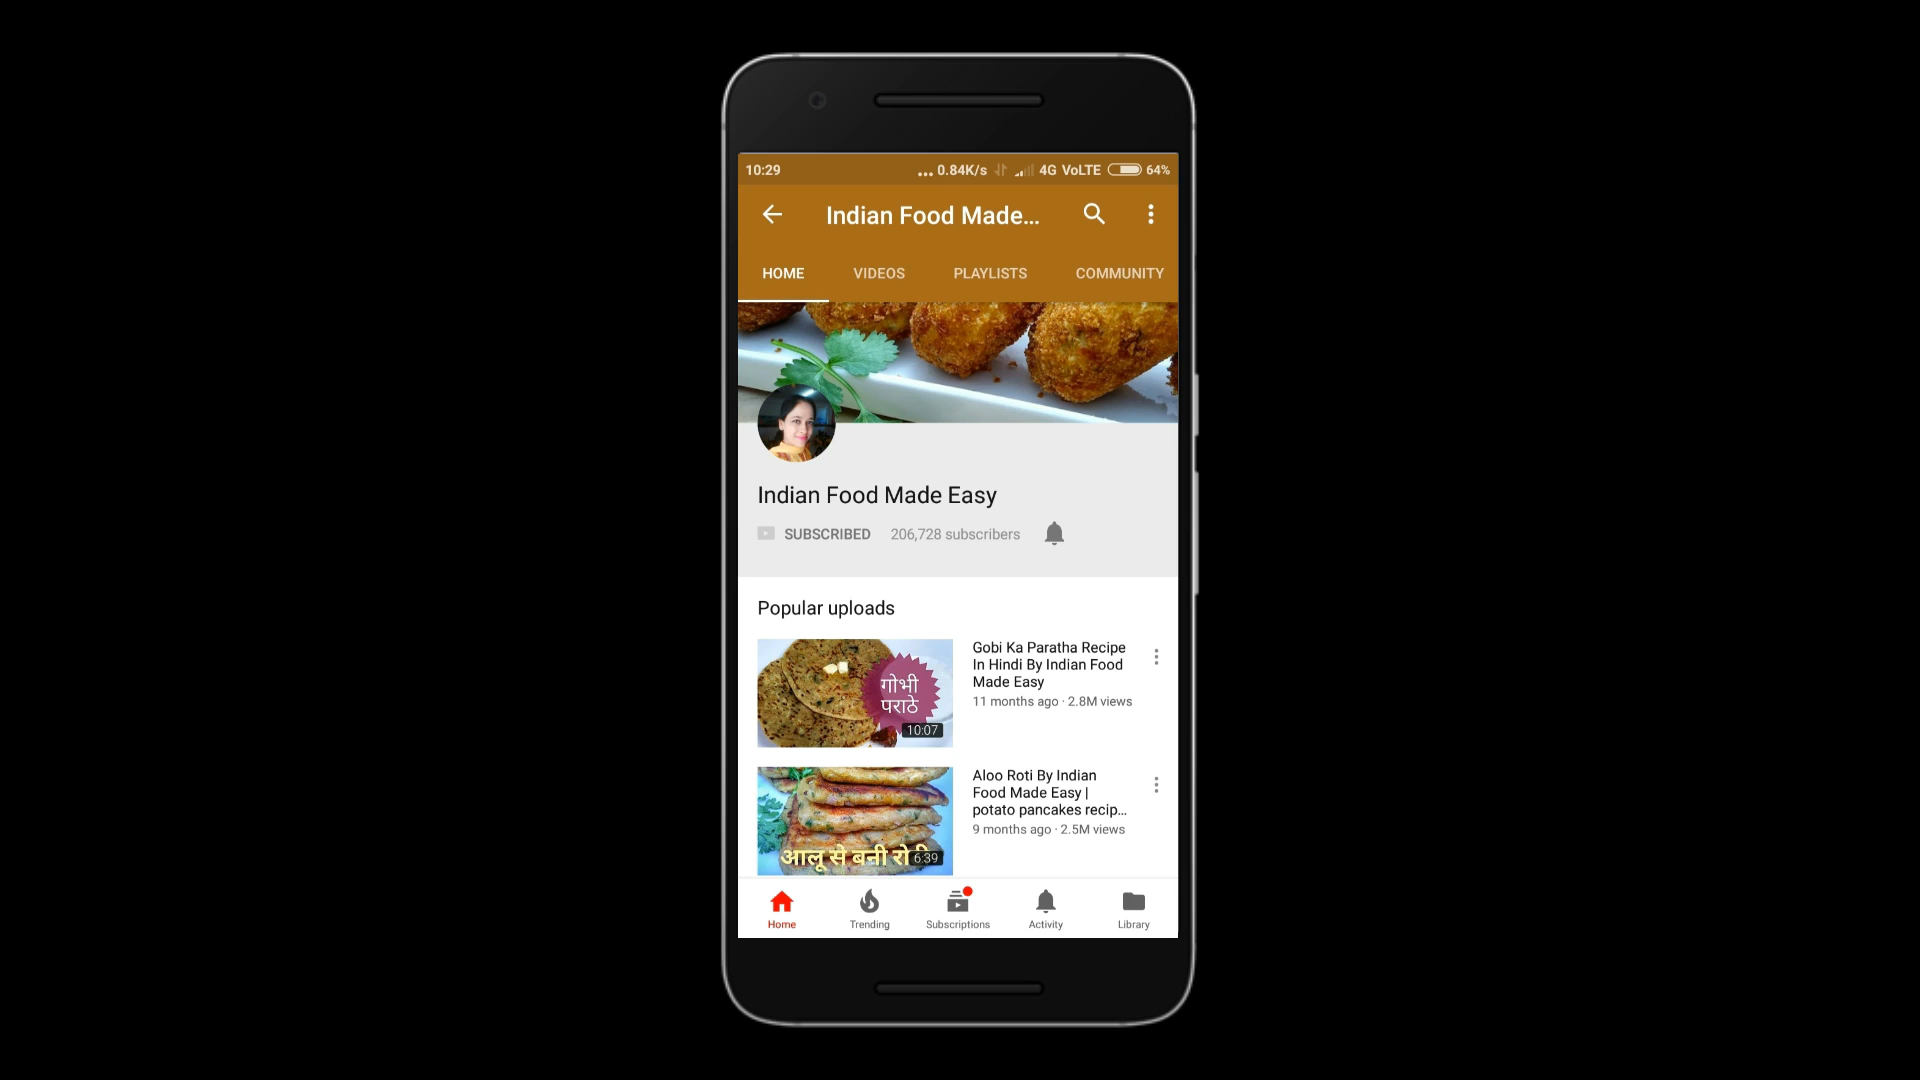 10:29
... 0.84K/s 4G VoLTE 64%
Indian Food Made...
HOME VIDEOS PLAYLISTS COMMUNITY
Indian Food Made Easy
SUBSCRIBED 206,728 subscribers
Popular uploads
गोभी
पराठे
10:07
Gobi Ka Paratha Recipe
In Hindi By Indian Food
Made Easy
11 months ago · 2.8M views
आलू से बनी
6:39
Aloo Roti By Indian
Food Made Easy |
potato pancakes recip...
9 months ago · 2.5M views
Home Trending Subscriptions Activity Library